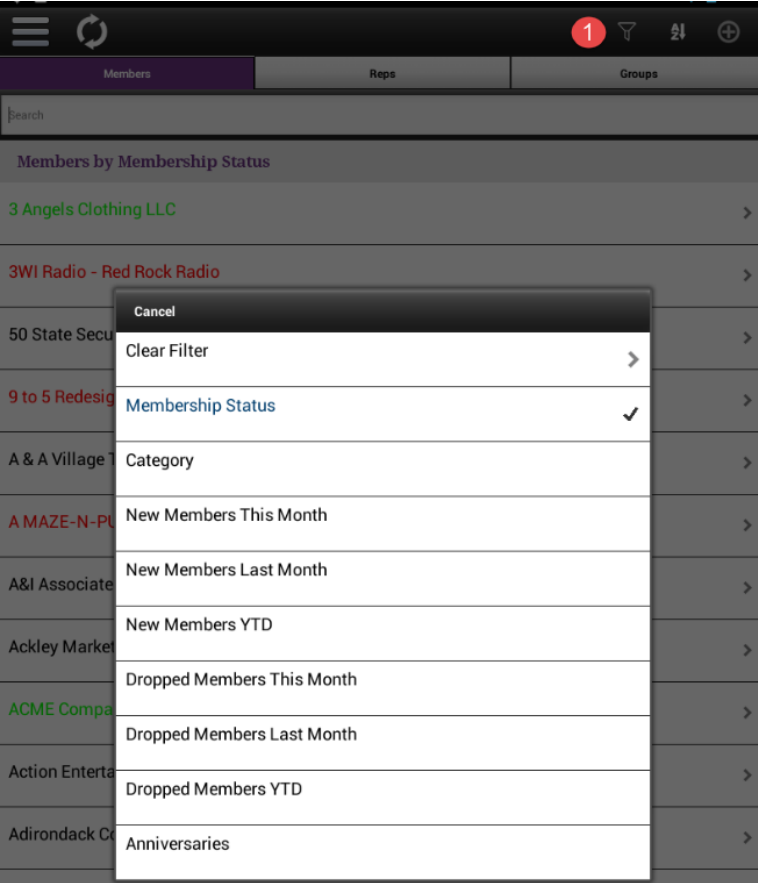 1
Members
Reps
Groups
Search
Members by Membership Status
3 Angels Clothing LLC
3WI Radio - Red Rock Radio
50 State Secu
9 to 5 Redesig
A & A Village T
A MAZE-N-PU
A&I Associate
Ackley Market
ACME Compa
Action Enterta
Adirondack Co
Cancel
Clear Filter
Membership Status
Category
New Members This Month
New Members Last Month
New Members YTD
Dropped Members This Month
Dropped Members Last Month
Dropped Members YTD
Anniversaries